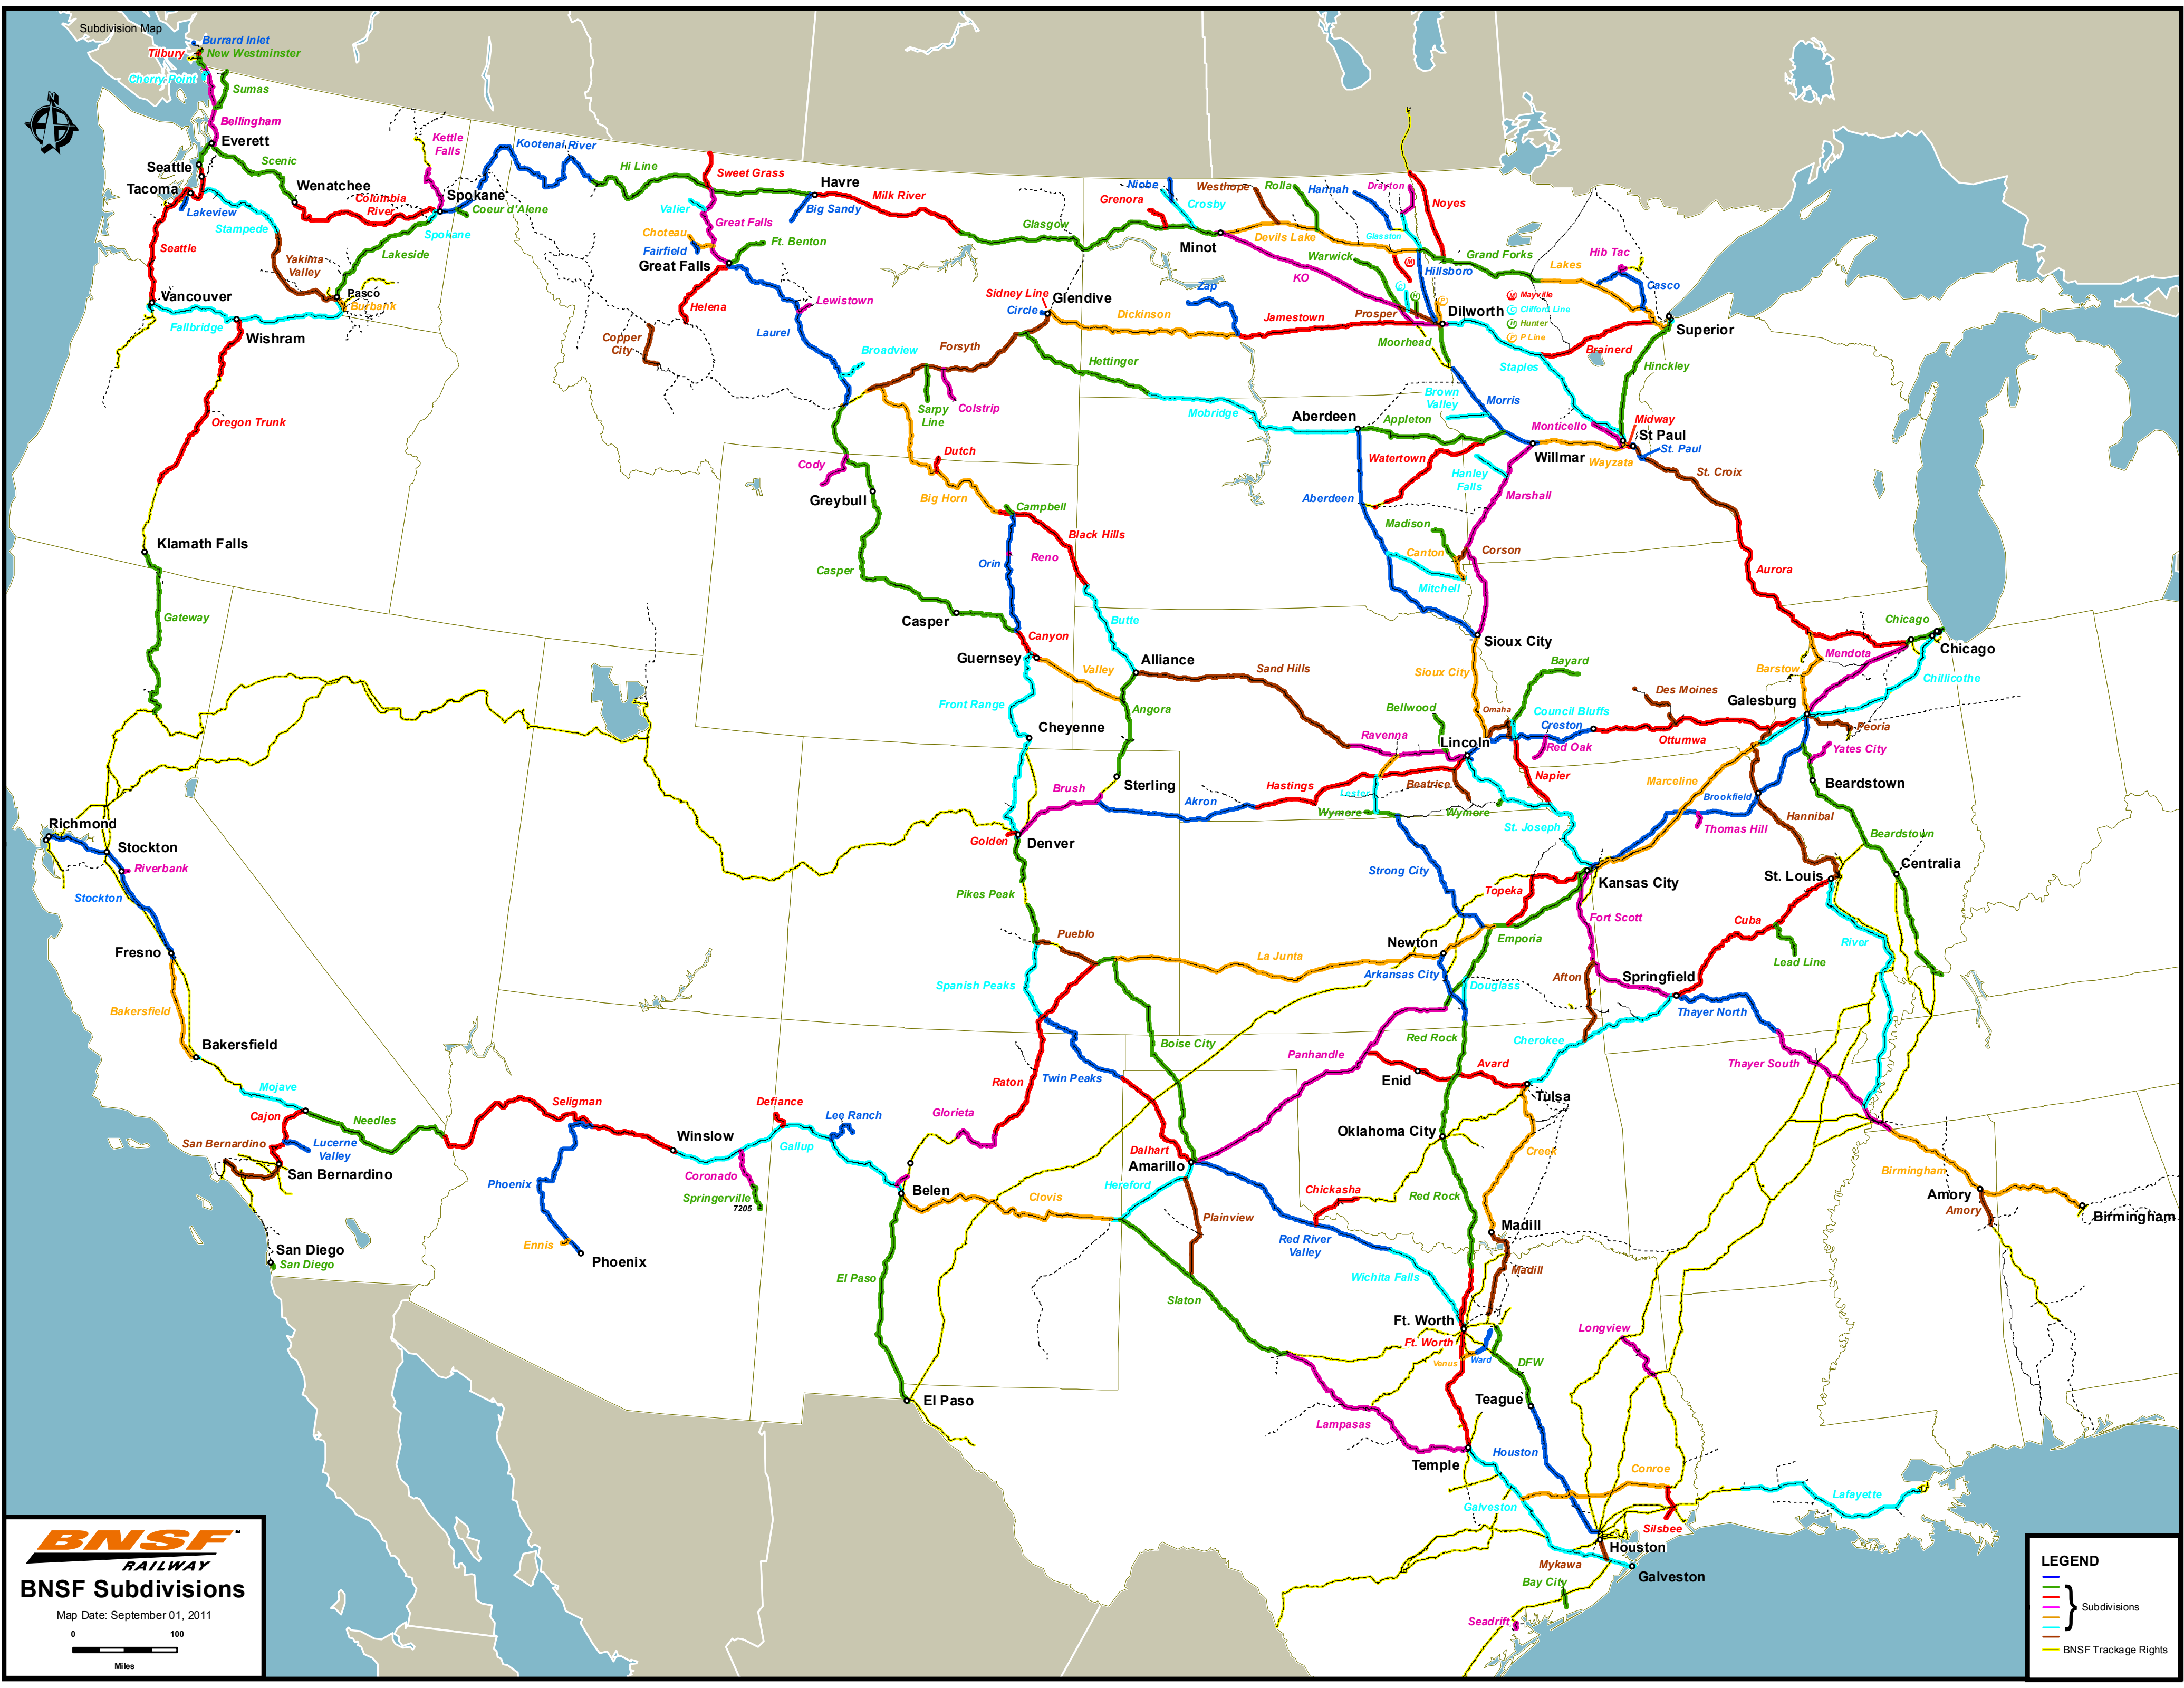 Subdivision Map
Burrard Inlet
Tilbury
New Westminster
Cherry Point
Sumas
Bellingham
Everett
Seattle
Scenic
Tacoma
Wenatchee
Columbia
River
Kettle
Falls
Spokane
Coeur d'Alene
Spokane
Lakeview
Stampede
Seattle
Yakima
Valley
Lakeside
Vancouver
Pasco
Burbank
Fallbridge
Wishram
Oregon Trunk
Klamath Falls
Gateway
Kootenai River
Hi Line
Sweet Grass
Havre
Big Sandy
Milk River
Valier
Great Falls
Choteau
Fairfield
Ft. Benton
Great Falls
Helena
Lewistown
Laurel
Copper
City
Broadview
Glasgow
Forsyth
Sarpy
Line
Colstrip
Sidney Line
Circle
Glendive
Dickinson
Hettinger
Mobridge
Niobe
Grenora
Crosby
Westhope
Rolla
Hannah
Drayton
Noyes
Minot
Devils Lake
Glasston
Warwick
KO
Zap
Grand Forks
Hillsboro
M
C
H
P
Jamestown
Prosper
Dilworth
Moorhead
M Mayville
C Clifford Line
H Hunter
P P Line
Lakes
Hib Tac
Casco
Superior
Brainerd
Staples
Hinckley
Brown
Valley
Morris
Monticello
Midway
St Paul
St. Paul
Willmar
Wayzata
St. Croix
Aberdeen
Appleton
Watertown
Hanley
Falls
Marshall
Aberdeen
Madison
Canton
Corson
Mitchell
Aurora
Cody
Greybull
Dutch
Big Horn
Campbell
Black Hills
Orin
Reno
Casper
Casper
Canyon
Guernsey
Butte
Valley
Alliance
Sand Hills
Front Range
Angora
Cheyenne
Sterling
Brush
Akron
Golden
Denver
Pikes Peak
Pueblo
Spanish Peaks
La Junta
Sioux City
Sioux City
Bayard
Omaha
Bellwood
Ravenna
Lincoln
Council Bluffs
Creston
Red Oak
Des Moines
Ottumwa
Hastings
Lester
Beatrice
Wymore
Wymore
Napier
St. Joseph
Chicago
Chicago
Mendota
Barstow
Chillicothe
Galesburg
Peoria
Yates City
Beardstown
Marceline
Brookfield
Thomas Hill
Hannibal
Beardstown
Centralia
St. Louis
Kansas City
Topeka
Strong City
Fort Scott
Cuba
Lead Line
River
Newton
Emporia
Arkansas City
Douglass
Afton
Springfield
Thayer North
Thayer South
Cherokee
Red Rock
Panhandle
Avard
Enid
Tulsa
Oklahoma City
Creek
Red Rock
Chickasha
Madill
Madill
Boise City
Twin Peaks
Raton
Glorieta
Dalhart
Amarillo
Hereford
Plainview
Red River
Valley
Wichita Falls
Clovis
Belen
El Paso
El Paso
Slaton
Lampasas
Ft. Worth
Ft. Worth
Venus
Ward
DFW
Teague
Temple
Houston
Longview
Conroe
Galveston
Silsbee
Lafayette
Houston
Mykawa
Galveston
Bay City
Seadrift
Birmingham
Amory
Amory
Birmingham
Richmond
Stockton
Riverbank
Stockton
Fresno
Bakersfield
Bakersfield
Mojave
Cajon
Needles
San Bernardino
Lucerne
Valley
San Bernardino
San Diego
San Diego
Seligman
Phoenix
Ennis
Phoenix
Winslow
Defiance
Lee Ranch
Gallup
Coronado
Springerville
7205
BNSF
RAILWAY
BNSF Subdivisions
Map Date: September 01, 2011
0 100
Miles
LEGEND
Subdivisions
BNSF Trackage Rights